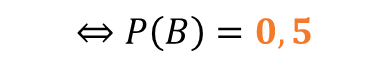 ⇔ P(B) = 0,5